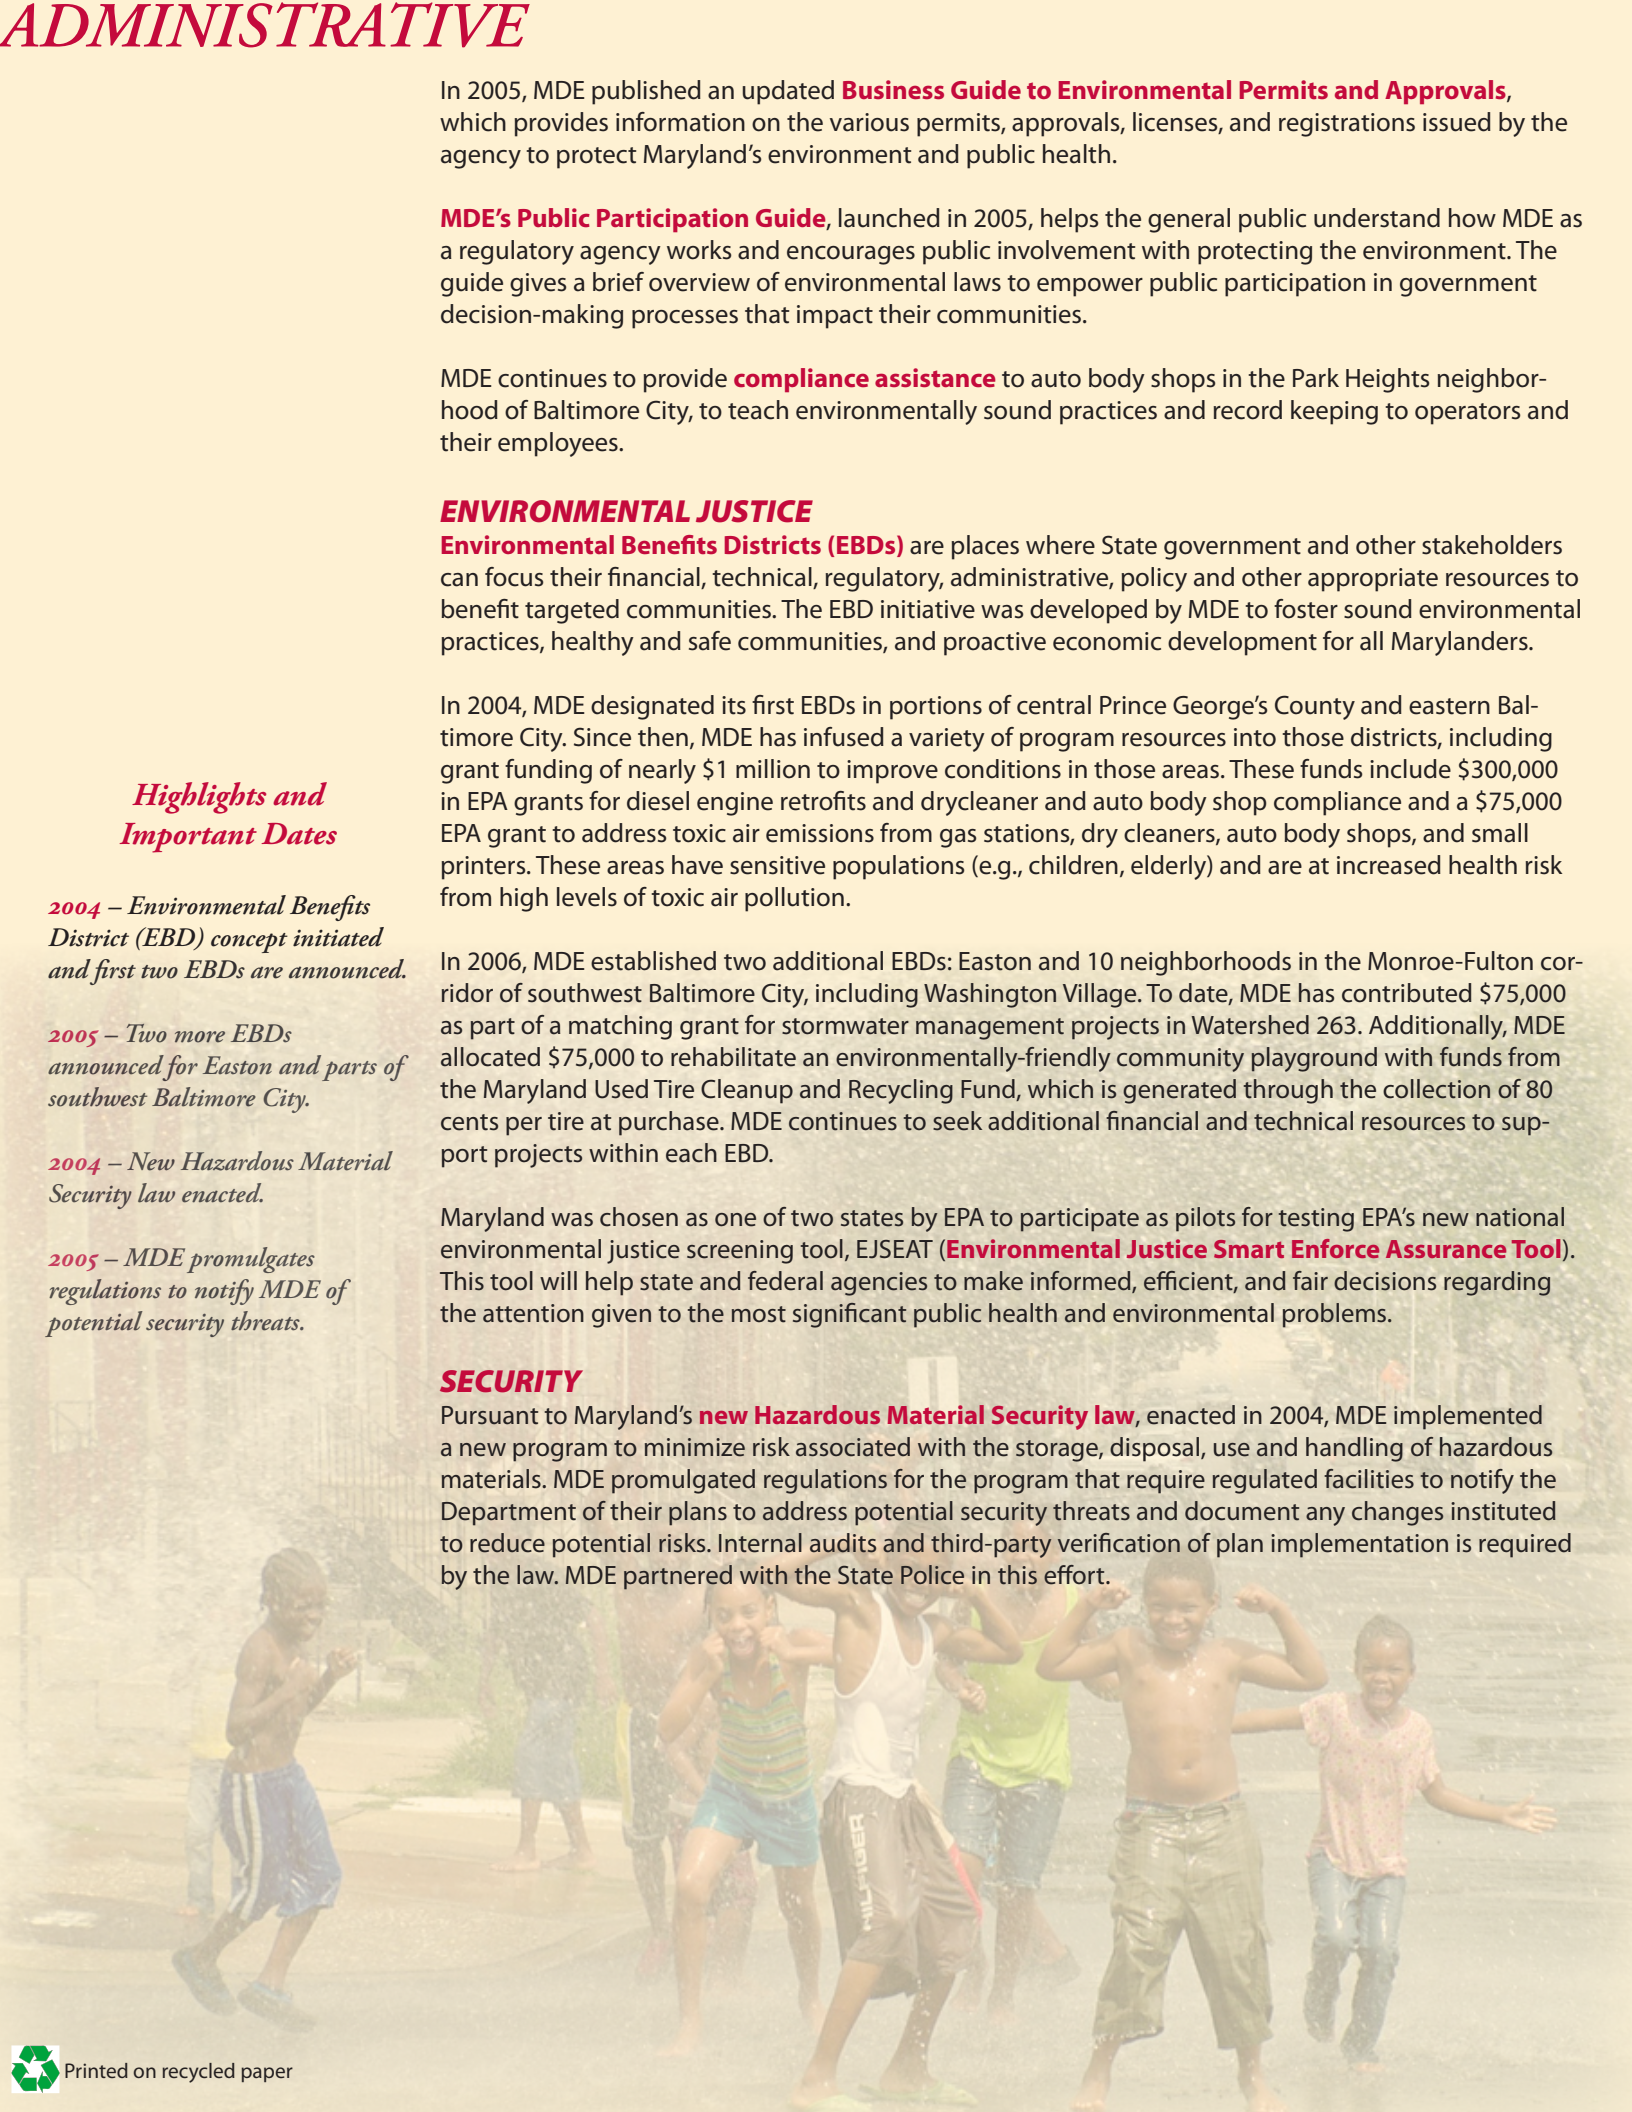 ADMINISTRATIVE
In 2005, MDE published an updated Business Guide to Environmental Permits and Approvals,
which provides information on the various permits, approvals, licenses, and registrations issued by the
agency to protect Maryland’s environment and public health.
MDE’s Public Participation Guide, launched in 2005, helps the general public understand how MDE as
a regulatory agency works and encourages public involvement with protecting the environment. The
guide gives a brief overview of environmental laws to empower public participation in government
decision-making processes that impact their communities.
MDE continues to provide compliance assistance to auto body shops in the Park Heights neighbor-
hood of Baltimore City, to teach environmentally sound practices and record keeping to operators and
their employees.
ENVIRONMENTAL JUSTICE
Environmental Benefits Districts (EBDs) are places where State government and other stakeholders
can focus their financial, technical, regulatory, administrative, policy and other appropriate resources to
benefit targeted communities. The EBD initiative was developed by MDE to foster sound environmental
practices, healthy and safe communities, and proactive economic development for all Marylanders.
In 2004, MDE designated its first EBDs in portions of central Prince George’s County and eastern Bal-
timore City. Since then, MDE has infused a variety of program resources into those districts, including
grant funding of nearly $1 million to improve conditions in those areas. These funds include $300,000
in EPA grants for diesel engine retrofits and drycleaner and auto body shop compliance and a $75,000
EPA grant to address toxic air emissions from gas stations, dry cleaners, auto body shops, and small
printers. These areas have sensitive populations (e.g., children, elderly) and are at increased health risk
from high levels of toxic air pollution.
In 2006, MDE established two additional EBDs: Easton and 10 neighborhoods in the Monroe-Fulton cor-
ridor of southwest Baltimore City, including Washington Village. To date, MDE has contributed $75,000
as part of a matching grant for stormwater management projects in Watershed 263. Additionally, MDE
allocated $75,000 to rehabilitate an environmentally-friendly community playground with funds from
the Maryland Used Tire Cleanup and Recycling Fund, which is generated through the collection of 80
cents per tire at purchase. MDE continues to seek additional financial and technical resources to sup-
port projects within each EBD.
Maryland was chosen as one of two states by EPA to participate as pilots for testing EPA’s new national
environmental justice screening tool, EJSEAT (Environmental Justice Smart Enforce Assurance Tool).
This tool will help state and federal agencies to make informed, efficient, and fair decisions regarding
the attention given to the most significant public health and environmental problems.
SECURITY
Pursuant to Maryland’s new Hazardous Material Security law, enacted in 2004, MDE implemented
a new program to minimize risk associated with the storage, disposal, use and handling of hazardous
materials. MDE promulgated regulations for the program that require regulated facilities to notify the
Department of their plans to address potential security threats and document any changes instituted
to reduce potential risks. Internal audits and third-party verification of plan implementation is required
by the law. MDE partnered with the State Police in this effort.
Highlights and
Important Dates
2004 – Environmental Benefits
District (EBD) concept initiated
and first two EBDs are announced.
2005 – Two more EBDs
announced for Easton and parts of
southwest Baltimore City.
2004 – New Hazardous Material
Security law enacted.
2005 – MDE promulgates
regulations to notify MDE of
potential security threats.
HILFIGER
Printed on recycled paper